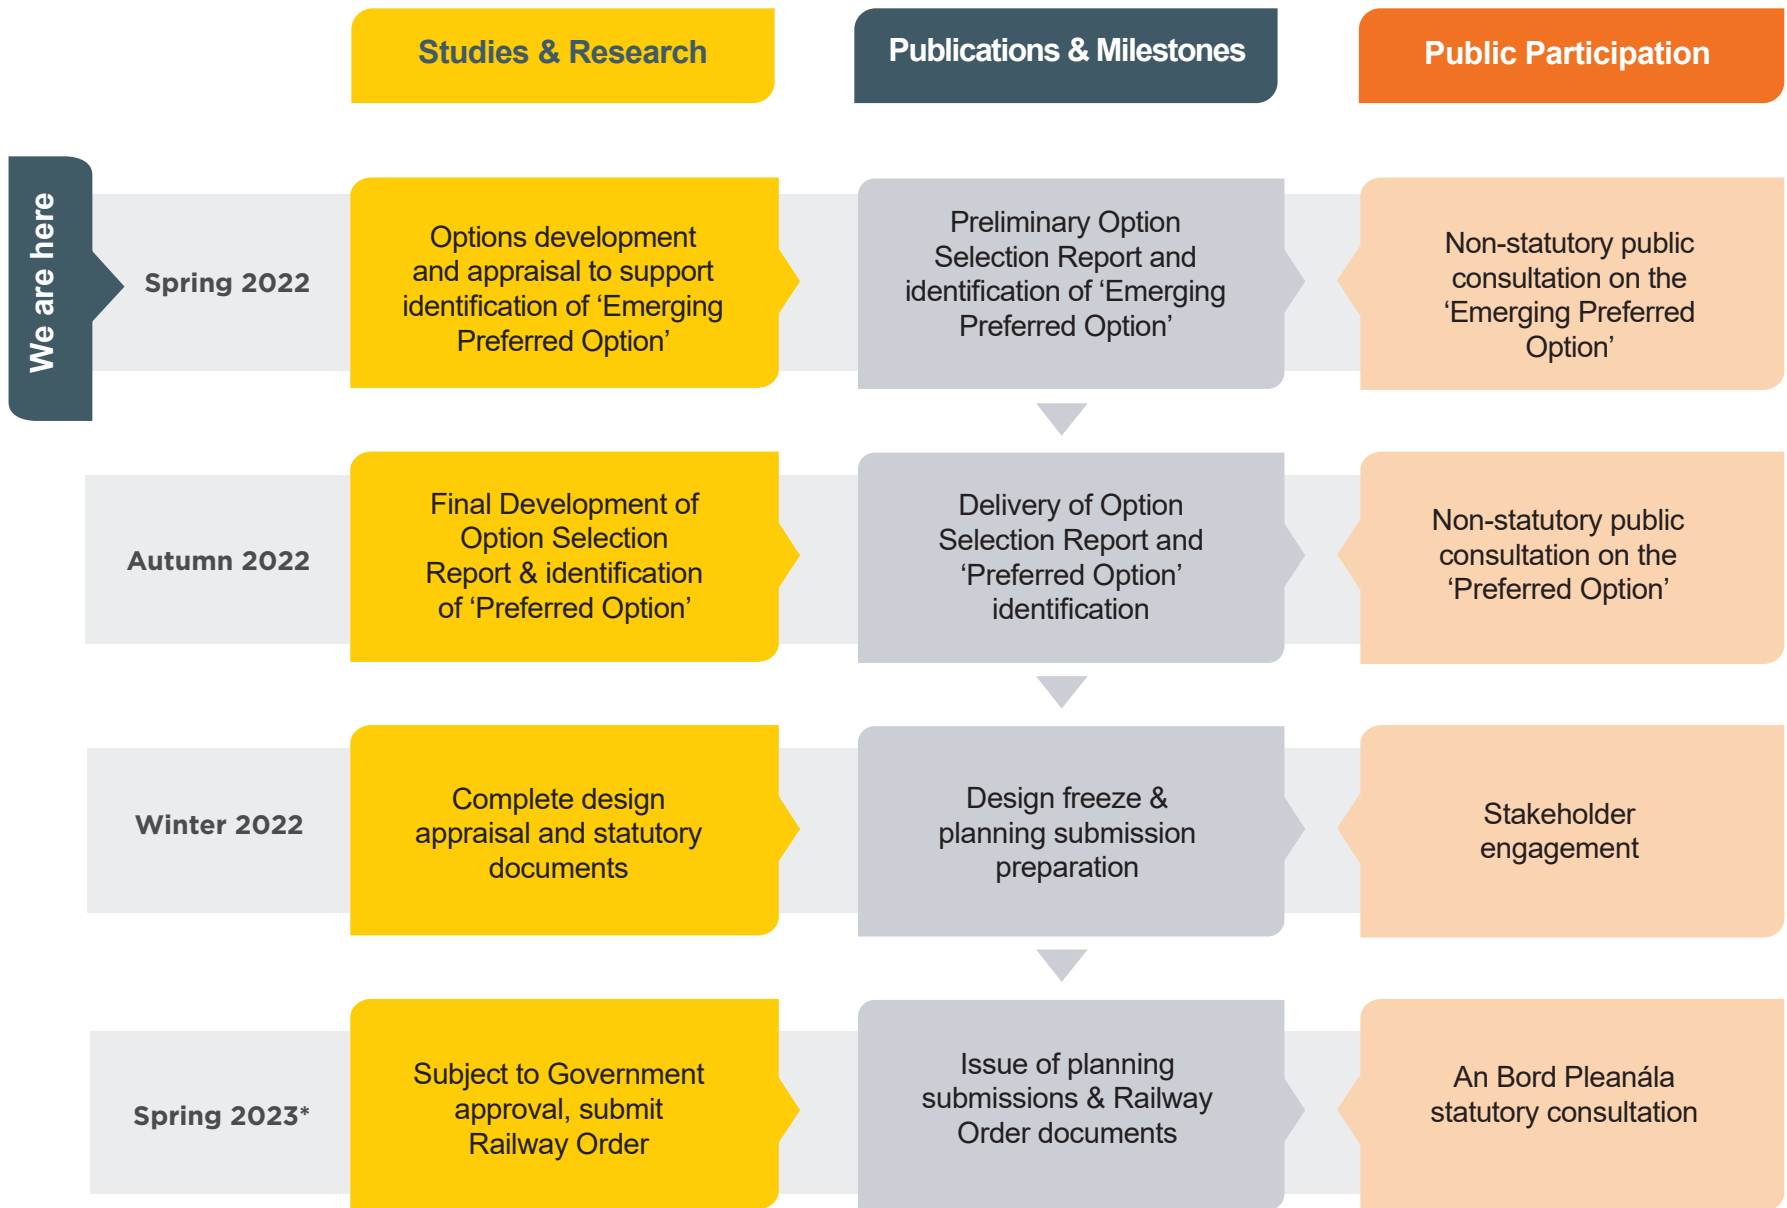 Studies & Research
Publications & Milestones
Public Participation
We are here
Spring 2022
Options development
and appraisal to support
identification of ‘Emerging
Preferred Option’
Preliminary Option
Selection Report and
identification of ‘Emerging
Preferred Option’
Non-statutory public
consultation on the
‘Emerging Preferred
Option’
Autumn 2022
Final Development of
Option Selection
Report & identification
of ‘Preferred Option’
Delivery of Option
Selection Report and
‘Preferred Option’
identification
Non-statutory public
consultation on the
‘Preferred Option’
Winter 2022
Complete design
appraisal and statutory
documents
Design freeze &
planning submission
preparation
Stakeholder
engagement
Spring 2023*
Subject to Government
approval, submit
Railway Order
Issue of planning
submissions & Railway
Order documents
An Bord Pleanála
statutory consultation